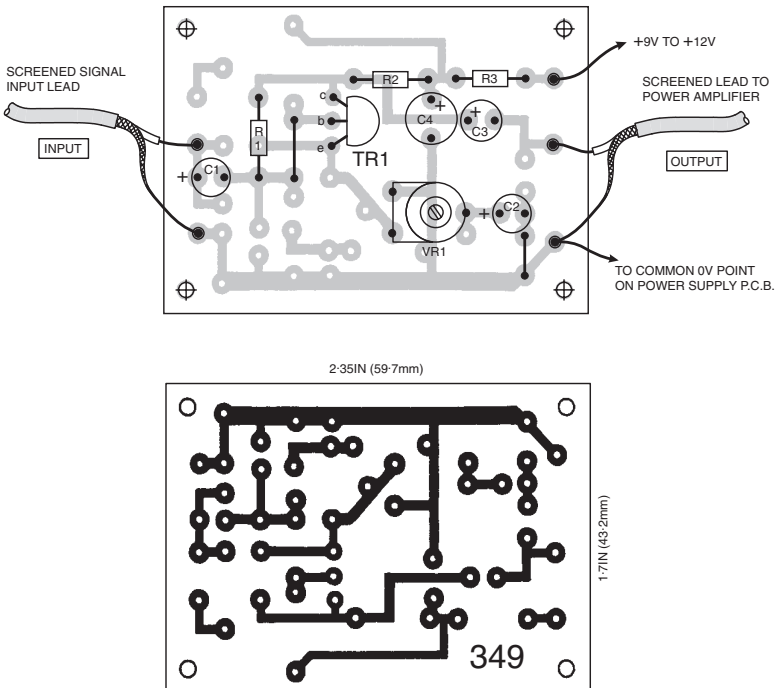 +9V TO +12V
SCREENED SIGNAL
INPUT LEAD
INPUT
SCREENED LEAD TO
POWER AMPLIFIER
OUTPUT
R2
R3
c
b
e
R
1
TR1
+
C4
+
C3
+
C1
VR1
+
C2
TO COMMON 0V POINT
ON POWER SUPPLY P.C.B.
2·35IN (59·7mm)
1·7IN (43·2mm)
349